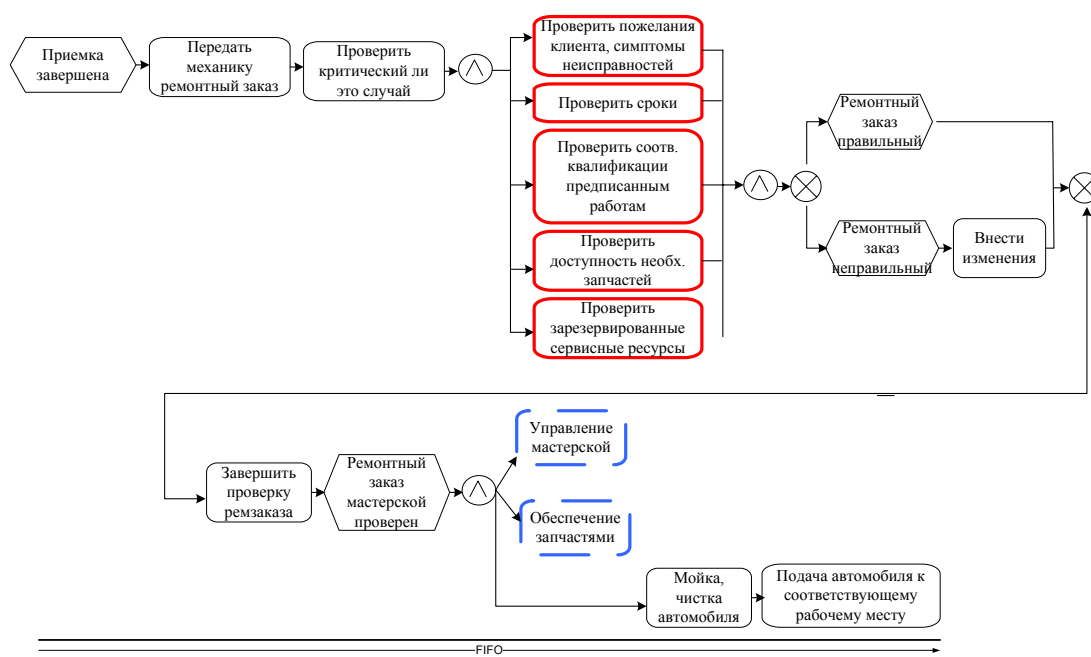 Приемка
завершена
Передать
механику
ремонтный заказ
Проверить
критический ли
это случай
Проверить пожелания
клиента, симптомы
неисправностей
Проверить сроки
Проверить соотв.
квалификации
предписанным
работам
Проверить
доступность необх.
запчастей
Проверить
зарезервированные
сервисные ресурсы
Ремонтный
заказ
правильный
Ремонтный
заказ
неправильный
Внести
изменения
Завершить
проверку
ремзаказа
Ремонтный
заказ
мастерской
проверен
Управление
мастерской
Обеспечение
запчастями
Мойка,
чистка
автомобиля
Подача автомобиля к
соответствующему
рабочему месту
FIFO